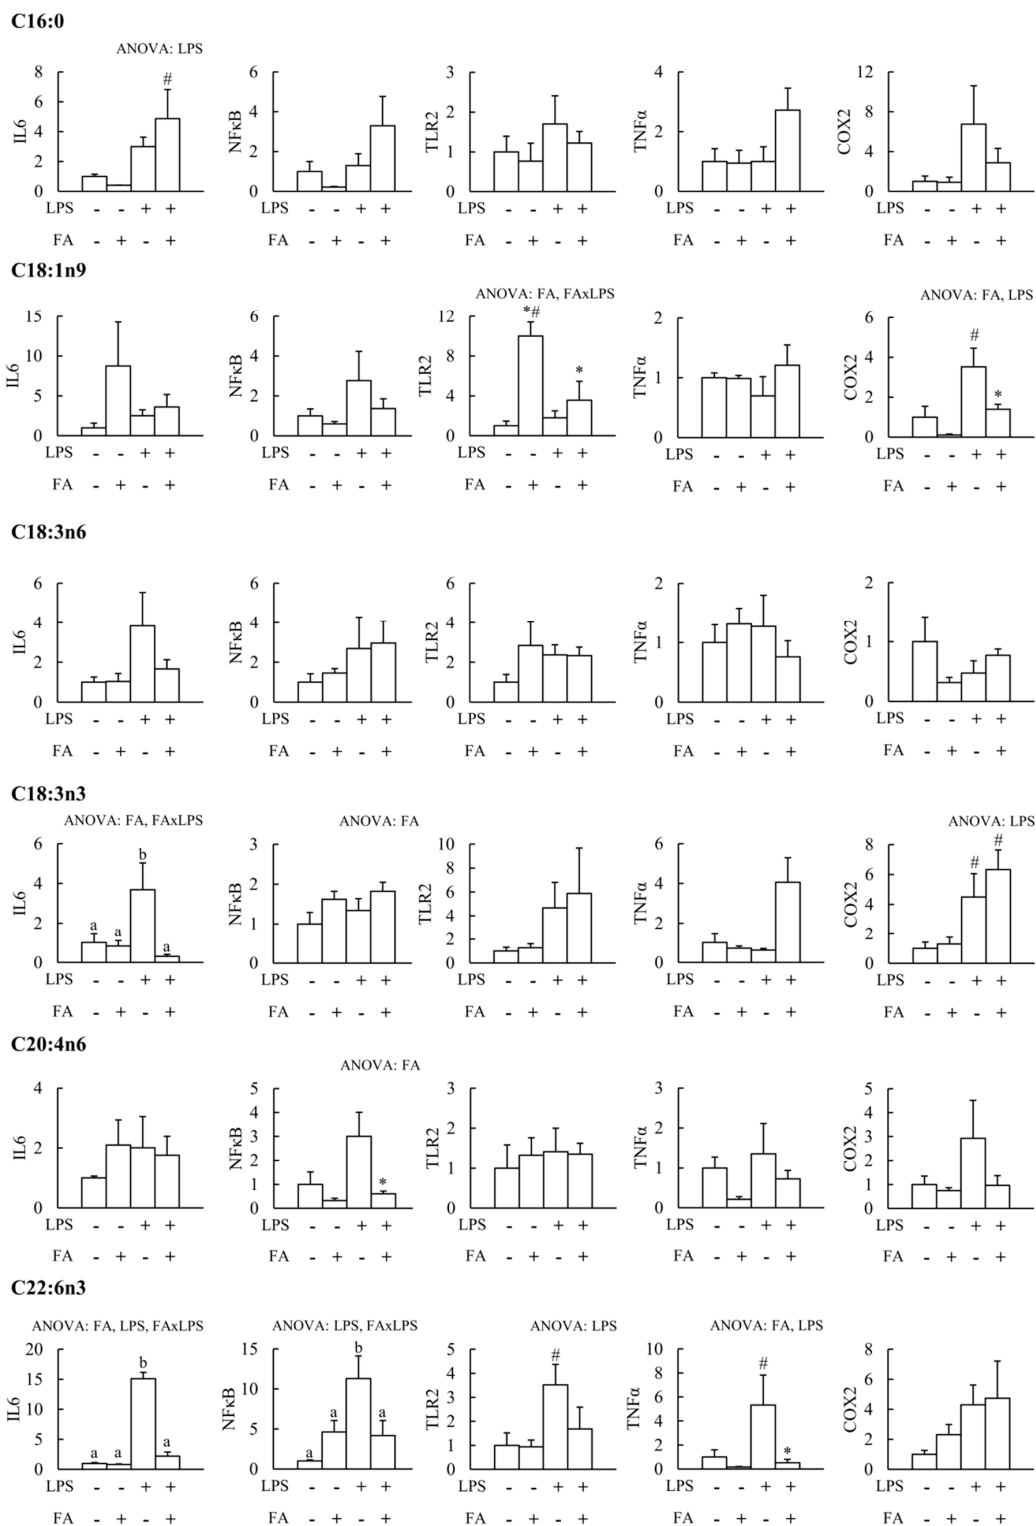 C16:0
ANOVA: LPS
IL6
8
6
4
2
0
#
LPS - - + +
FA - + - +
NFκB
6
4
2
0
- - + +
- + - +
TLR2
3
2
1
0
LPS - - + +
FA - + - +
TNFα
4
2
0
- - + +
- + - +
COX2
12
8
4
0
LPS - - + +
FA - + - +
C18:1n9
IL6
15
10
5
0
LPS - - + +
FA - + - +
NFκB
6
4
2
0
LPS - - + +
FA - + - +
ANOVA: FA, FAxLPS
TLR2
12
8
4
0
*#
*
LPS - - + +
FA - + - +
TNFα
2
1
0
LPS - - + +
FA - + - +
ANOVA: FA, LPS
COX2
6
4
2
0
#
*
LPS - - + +
FA - + - +
C18:3n6
IL6
6
4
2
0
LPS - - + +
FA - + - +
NFκB
6
4
2
0
LPS - - + +
FA - + - +
TLR2
6
4
2
0
LPS - - + +
FA - + - +
TNFα
2
1
0
LPS - - + +
FA - + - +
COX2
2
1
0
LPS - - + +
FA - + - +
C18:3n3
ANOVA: FA, FAxLPS
IL6
6
4
2
0
a a b a
LPS - - + +
FA - + - +
ANOVA: FA
NFκB
3
2
1
0
LPS - - + +
FA - + - +
TLR2
10
8
6
4
2
0
LPS - - + +
FA - + - +
TNFα
6
4
2
0
LPS - - + +
FA - + - +
ANOVA: LPS
COX2
8
6
4
2
0
# #
LPS - - + +
FA - + - +
C20:4n6
IL6
4
2
0
LPS - - + +
FA - + - +
ANOVA: FA
NFκB
5
4
3
2
1
0
*
LPS - - + +
FA - + - +
TLR2
3
2
1
0
LPS - - + +
FA - + - +
TNFα
3
2
1
0
LPS - - + +
FA - + - +
COX2
5
4
3
2
1
0
LPS - - + +
FA - + - +
C22:6n3
ANOVA: FA, LPS, FAxLPS
IL6
20
15
10
5
0
a a b a
LPS - - + +
FA - + - +
ANOVA: LPS, FAxLPS
NFκB
15
10
5
0
a a b a
LPS - - + +
FA - + - +
ANOVA: LPS
TLR2
5
4
3
2
1
0
#
LPS - - + +
FA - + - +
ANOVA: FA, LPS
TNFα
10
8
6
4
2
0
#
*
LPS - - + +
FA - + - +
COX2
8
6
4
2
0
LPS - - + +
FA - + - +